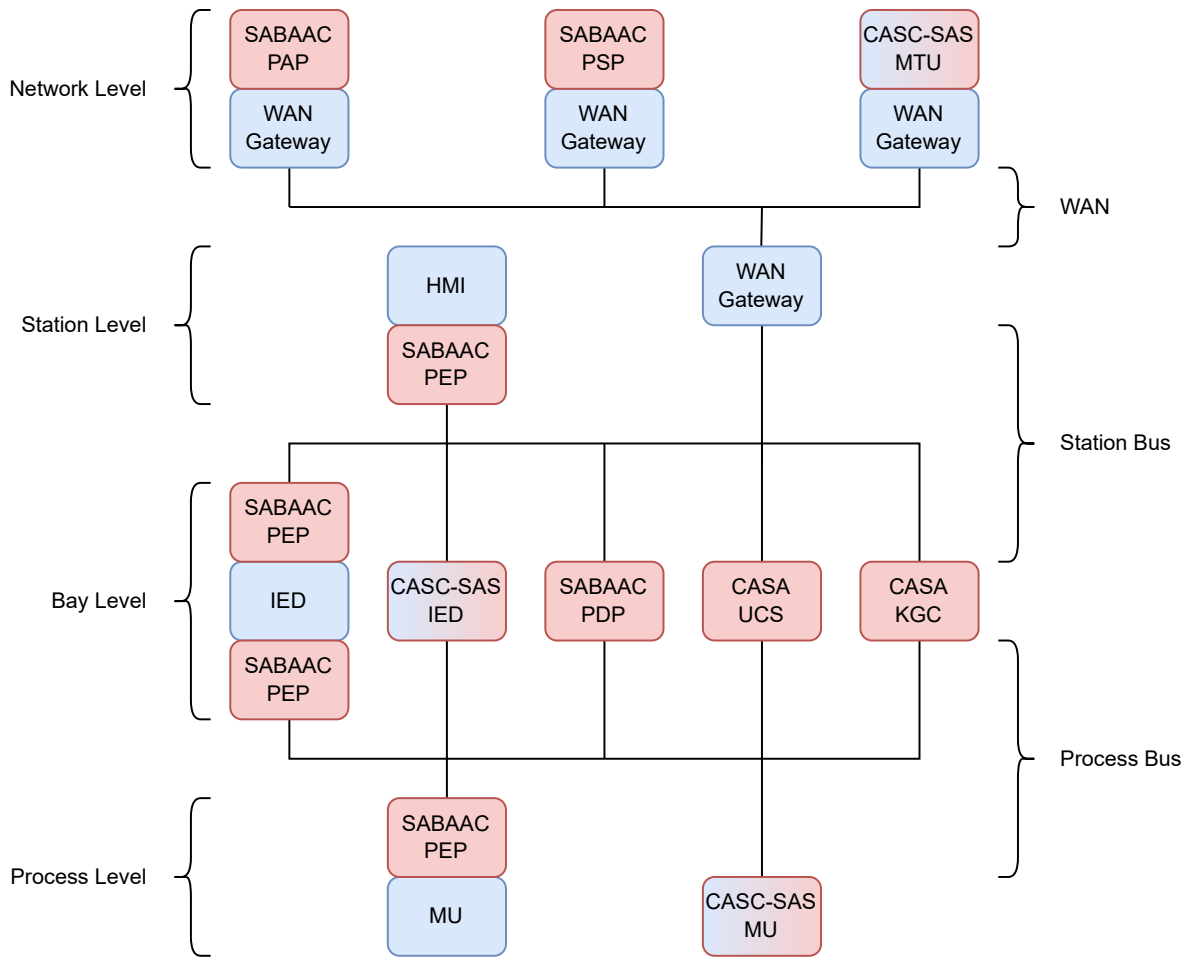 SABAAC
PAP
SABAAC
PSP
CASC-SAS
MTU
Network Level
WAN
Gateway
WAN
Gateway
WAN
Gateway
WAN
Station Level
HMI
WAN
Gateway
SABAAC
PEP
Station Bus
Bay Level
SABAAC
PEP
IED
SABAAC
PEP
CASC-SAS
IED
SABAAC
PDP
CASA
UCS
CASA
KGC
Process Bus
Process Level
SABAAC
PEP
MU
CASC-SAS
MU